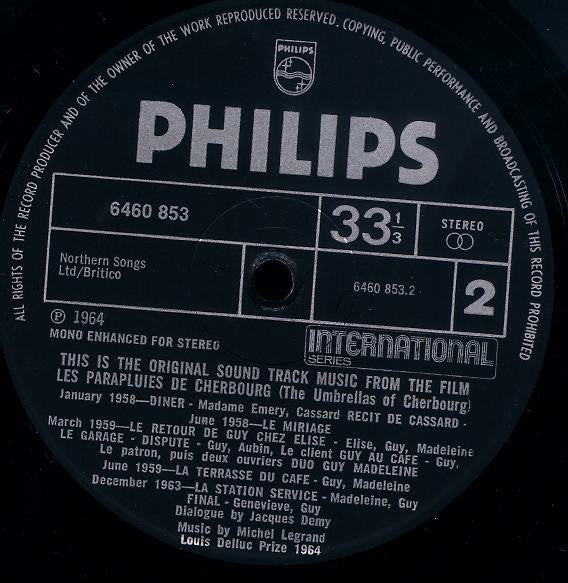 ALL RIGHTS OF THE RECORD PRODUCER AND OF THE OWNER OF THE WORK REPRODUCED RESERVED. COPYING, PUBLIC PERFORMANCE AND BROADCASTING OF THIS RECORD PROHIBITED
PHILIPS
PHILIPS
6460 853
33 1/3
STEREO
Northern Songs
Ltd/Britico
6460 853.2
2
Ⓟ 1964
MONO ENHANCED FOR STEREO
INTERNATIONAL
SERIES
THIS IS THE ORIGINAL SOUND TRACK MUSIC FROM THE FILM
LES PARAPLUIES DE CHERBOURG (The Umbrellas of Cherbourg)
January 1958—DINER - Madame Emery, Cassard RECIT DE CASSARD -
June 1958—LE MIRIAGE
March 1959—LE RETOUR DE GUY CHEZ ELISE - Elise, Guy, Madeleine
LE GARAGE - DISPUTE - Guy, Aubin, Le client GUY AU CAFE - Guy,
Le patron, puis deux ouvriers DUO GUY MADELEINE
June 1959—LA TERRASSE DU CAFE - Guy, Madeleine
December 1963—LA STATION SERVICE - Madeleine, Guy
FINAL - Genevieve, Guy
Dialogue by Jacques Demy
Music by Michel Legrand
Louis Delluc Prize 1964